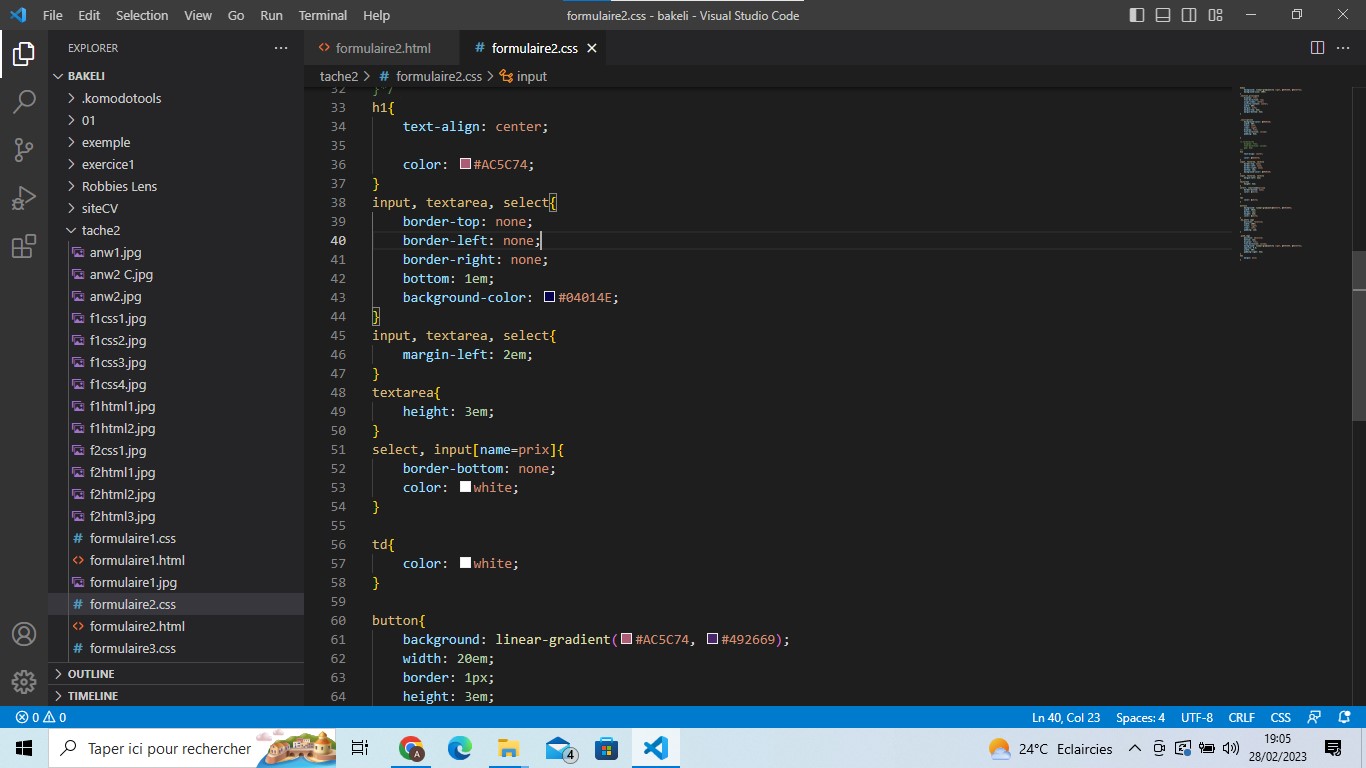 File Edit Selection View Go Run Terminal Help
formulaire2.css - bakeli - Visual Studio Code
EXPLORER
BAKELI
.komodotools
01
exemple
exercice1
Robbies Lens
siteCV
tache2
anw1.jpg
anw2 C.jpg
anw2.jpg
f1css1.jpg
f1css2.jpg
f1css3.jpg
f1css4.jpg
f1html1.jpg
f1html2.jpg
f2css1.jpg
f2html1.jpg
f2html2.jpg
f2html3.jpg
# formulaire1.css
<> formulaire1.html
formulaire1.jpg
# formulaire2.css
<> formulaire2.html
# formulaire3.css
OUTLINE
TIMELINE
<> formulaire2.html
# formulaire2.css
tache2 > # formulaire2.css > input
32 }*/
33 h1{
34 text-align: center;
35
36 color: #AC5C74;
37 }
38 input, textarea, select{
39 border-top: none;
40 border-left: none;
41 border-right: none;
42 bottom: 1em;
43 background-color: #04014E;
44 }
45 input, textarea, select{
46 margin-left: 2em;
47 }
48 textarea{
49 height: 3em;
50 }
51 select, input[name=prix]{
52 border-bottom: none;
53 color: white;
54 }
55
56 td{
57 color: white;
58 }
59
60 button{
61 background: linear-gradient(#AC5C74, #492669);
62 width: 20em;
63 border: 1px;
64 height: 3em;
0 0
Ln 40, Col 23 Spaces: 4 UTF-8 CRLF CSS
Taper ici pour rechercher
A
4
24°C Eclaircies
19:05
28/02/2023